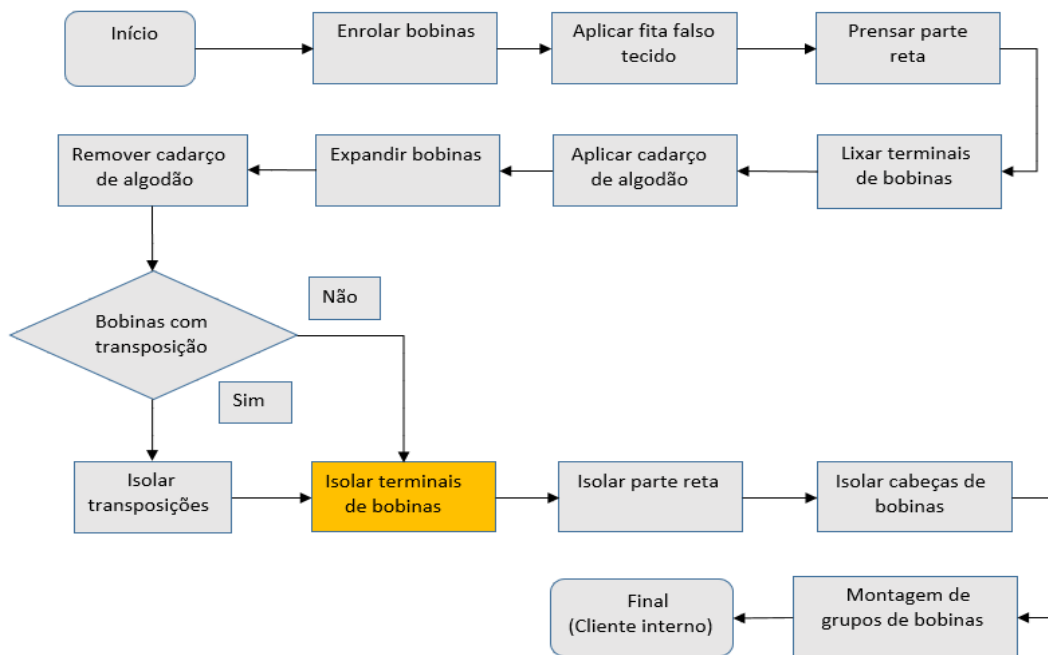 Início
Enrolar bobinas
Aplicar fita falso
tecido
Prensar parte
reta
Lixar terminais
de bobinas
Aplicar cadarço
de algodão
Expandir bobinas
Remover cadarço
de algodão
Bobinas com
transposição
Não
Sim
Isolar
transposições
Isolar terminais
de bobinas
Isolar parte reta
Isolar cabeças de
bobinas
Montagem de
grupos de bobinas
Final
(Cliente interno)